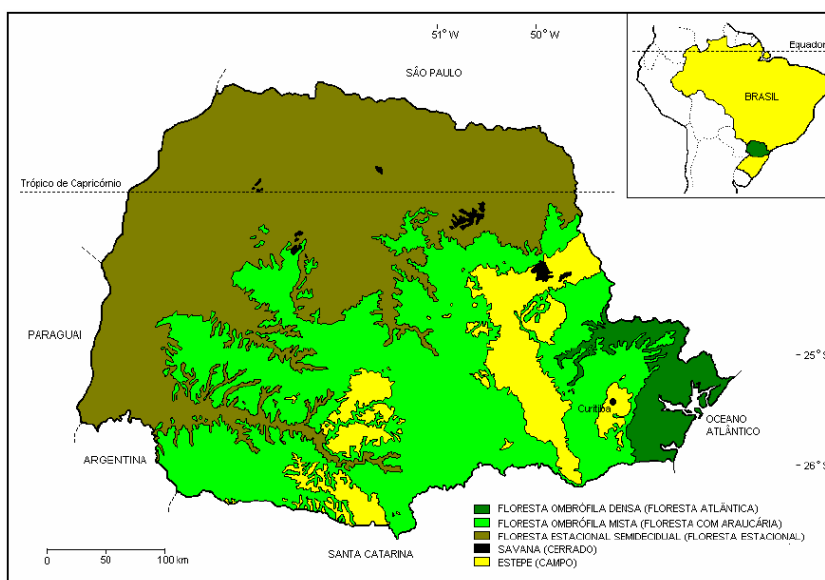 51° W
50° W
SÂO PAULO
Equador
BRASIL
Trópico de Capricórnio
PARAGUAI
25° S
Curitiba
OCEANO
ATLÂNTICO
ARGENTINA
26° S
FLORESTA OMBRÓFILA DENSA (FLORESTA ATLÂNTICA)
FLORESTA OMBRÓFILA MISTA (FLORESTA COM ARAUCÁRIA)
FLORESTA ESTACIONAL SEMIDECIDUAL (FLORESTA ESTACIONAL)
SAVANA (CERRADO)
ESTEPE (CAMPO)
0 50 100 km
SANTA CATARINA